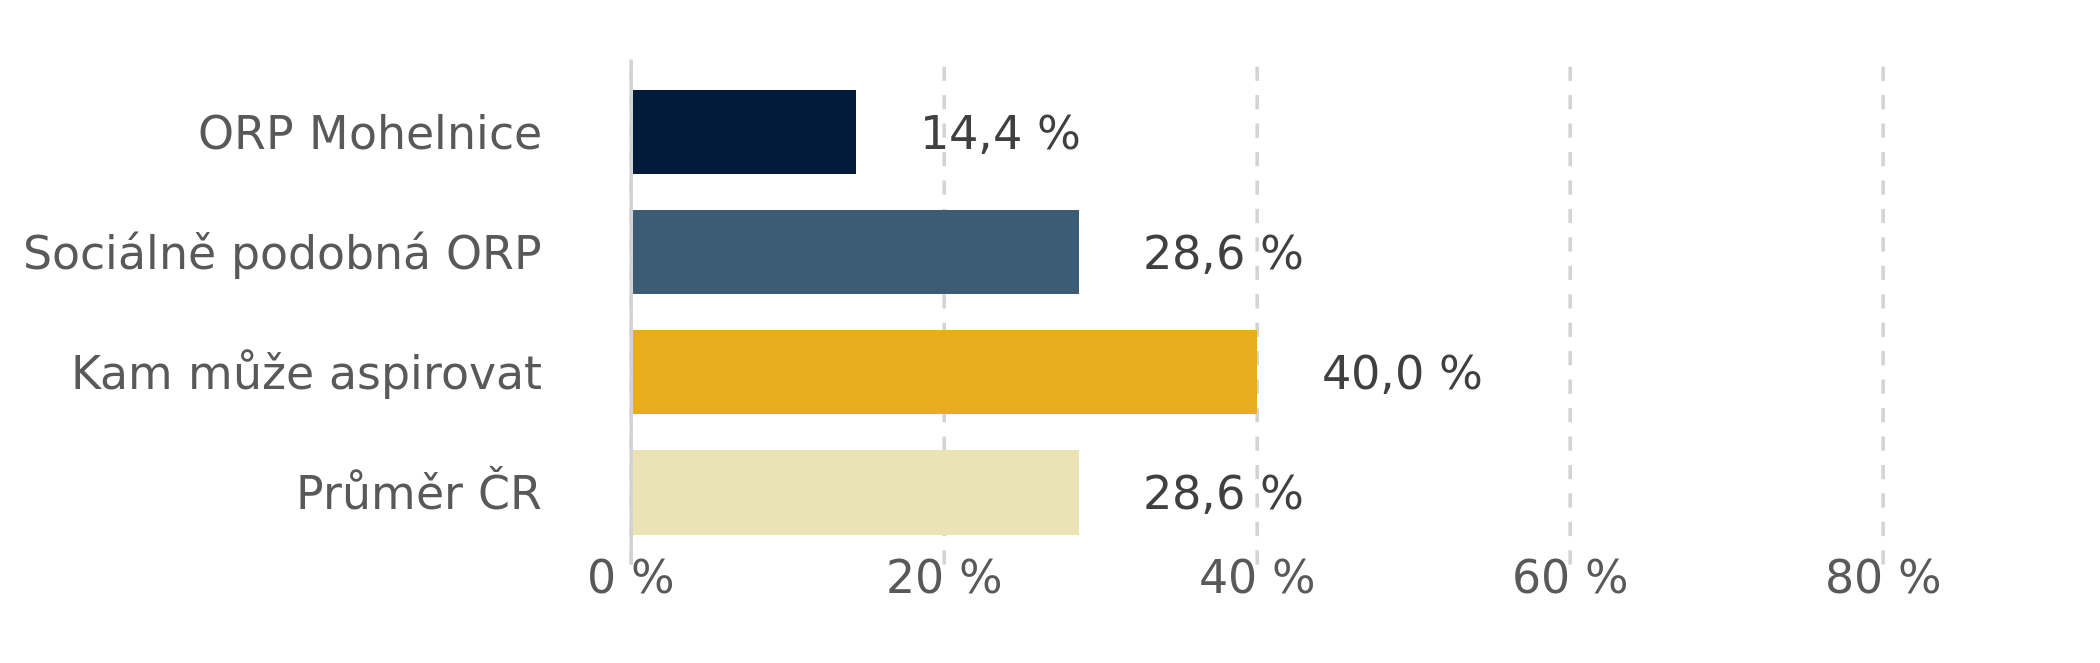 ORP Mohelnice
14,4 %
Sociálně podobná ORP
28,6 %
Kam může aspirovat
40,0 %
Průměr ČR
28,6 %
0 %
20 %
40 %
60 %
80 %